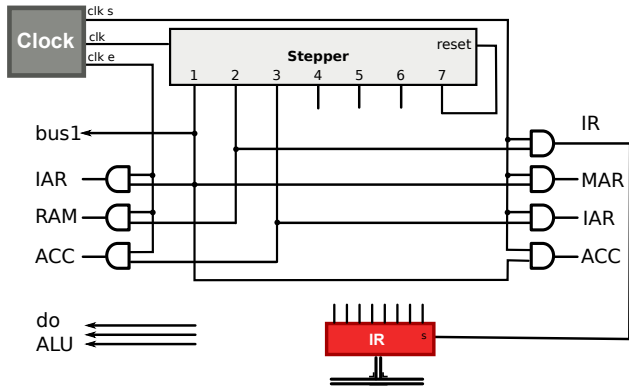 clk s
Clock
clk
clk e
reset
Stepper
1 2 3 4 5 6 7
bus1
IR
IAR
MAR
RAM
IAR
ACC
ACC
do
ALU
IR
s